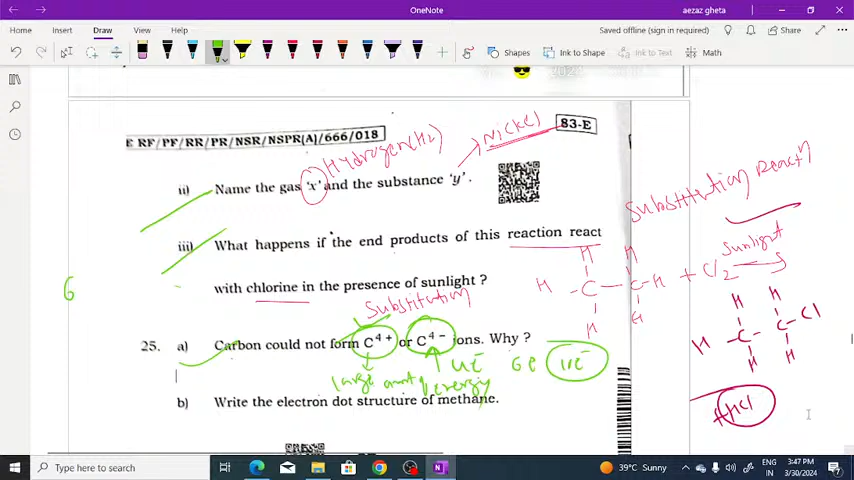 OneNote
aezaz gheta
Home Insert Draw View Help
Saved offline (sign in required)
Share
Shapes Ink to Shape Ink to Text Math
E RF/PF/RR/PR/NSR/NSPR(A)/666/018
Hydrogen(H2)
Nickel
83-E
ii) Name the gas 'x' and the substance 'y'.
Substitution React
iii) What happens if the end products of this reaction react
with chlorine in the presence of sunlight ?
Sunlight
H H
H - C - C - H + Cl2
H H
H H
H - C - C - Cl
H H
HCl
6
Substitution
25. a) Carbon could not form C4+ or C4- ions. Why ?
large amt of energy
4e 6e 10e
b) Write the electron dot structure of methane.
Type here to search
39°C Sunny
ENG
IN
3:47 PM
3/30/2024